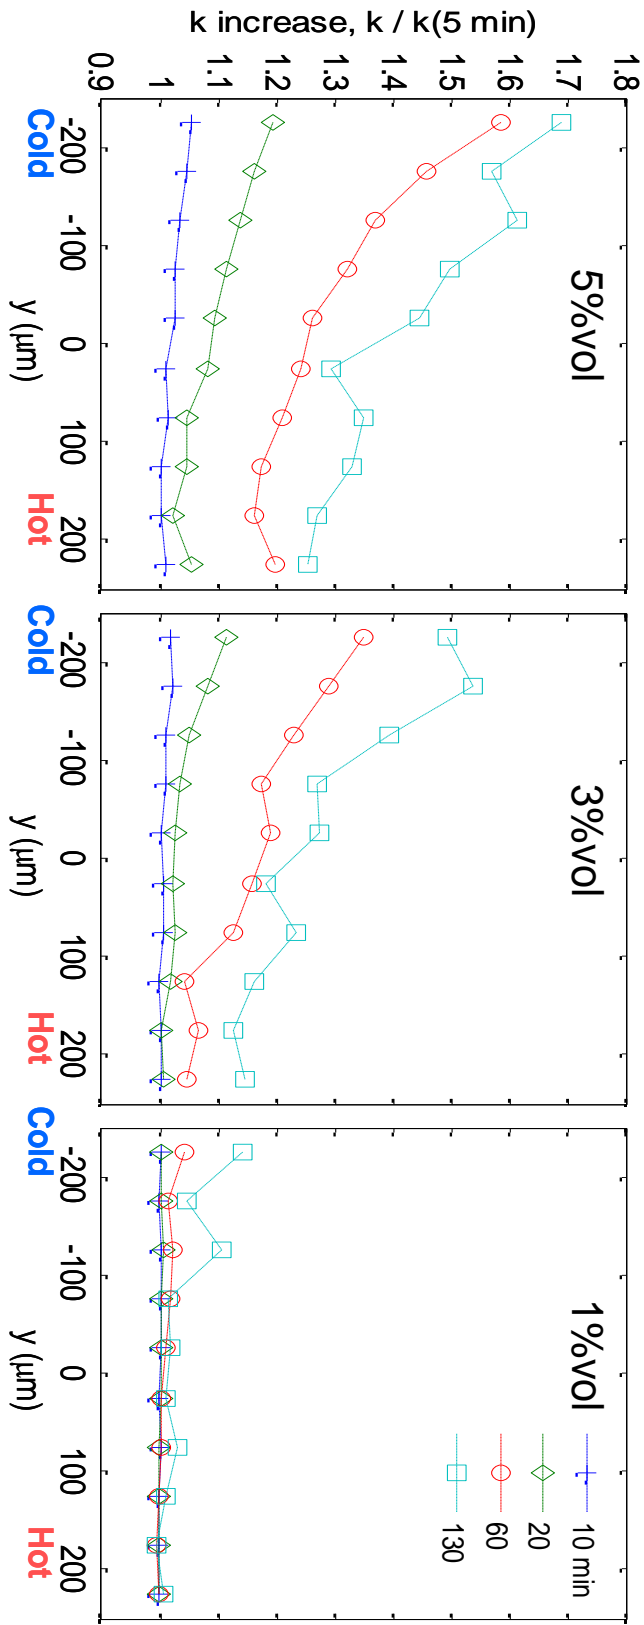 k increase, k / k(5 min)
0.9
1
1.1
1.2
1.3
1.4
1.5
1.6
1.7
1.8
5%vol
-200
-100
0
100
200
Cold
y (μm)
Hot
3%vol
-200
-100
0
100
200
Cold
y (μm)
Hot
1%vol
10 min
20
60
130
-200
-100
0
100
200
Cold
y (μm)
Hot